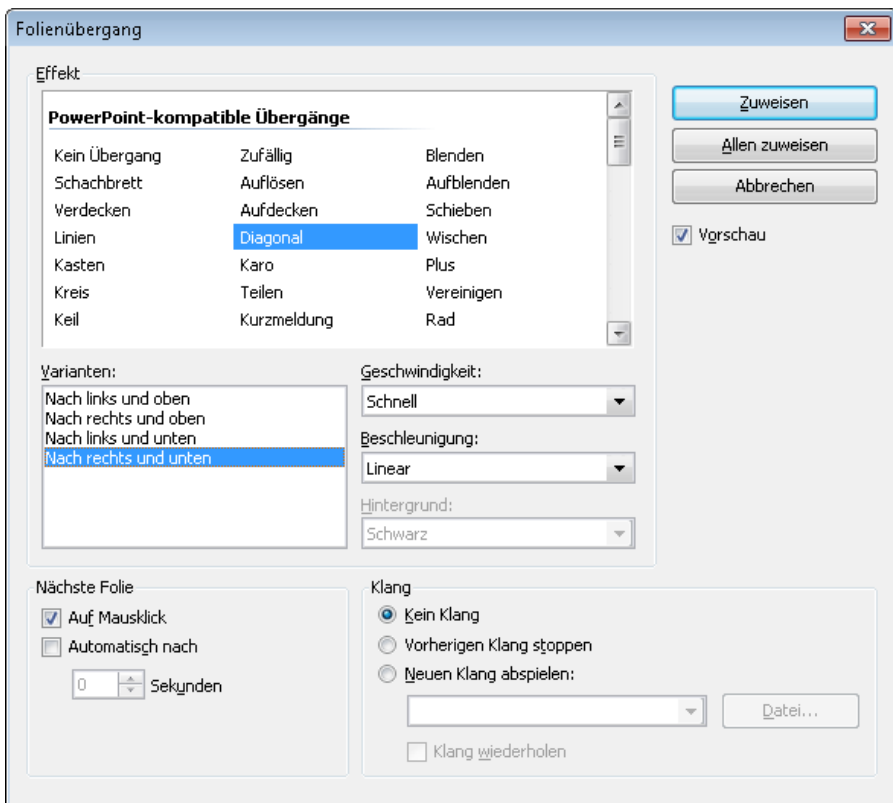 Folienübergang
Effekt
PowerPoint-kompatible Übergänge
Kein Übergang Zufällig Blenden
Schachbrett Auflösen Aufblenden
Verdecken Aufdecken Schieben
Linien Diagonal Wischen
Kasten Karo Plus
Kreis Teilen Vereinigen
Keil Kurzmeldung Rad
Zuweisen
Allen zuweisen
Abbrechen
Vorschau
Varianten:
Nach links und oben
Nach rechts und oben
Nach links und unten
Nach rechts und unten
Geschwindigkeit:
Schnell
Beschleunigung:
Linear
Hintergrund:
Schwarz
Nächste Folie
Auf Mausklick
Automatisch nach
0 Sekunden
Klang
Kein Klang
Vorherigen Klang stoppen
Neuen Klang abspielen:
Datei...
Klang wiederholen